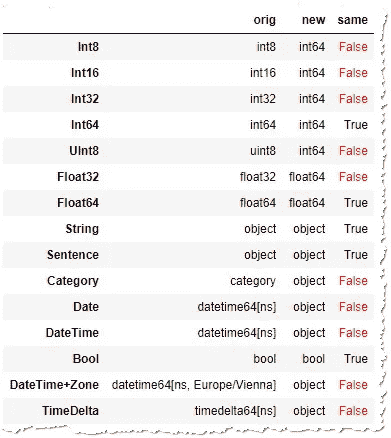 orig new same
Int8 int8 int64 False
Int16 int16 int64 False
Int32 int32 int64 False
Int64 int64 int64 True
UInt8 uint8 int64 False
Float32 float32 float64 False
Float64 float64 float64 True
String object object True
Sentence object object True
Category category object False
Date datetime64[ns] object False
DateTime datetime64[ns] object False
Bool bool bool True
DateTime+Zone datetime64[ns, Europe/Vienna] object False
TimeDelta timedelta64[ns] object False